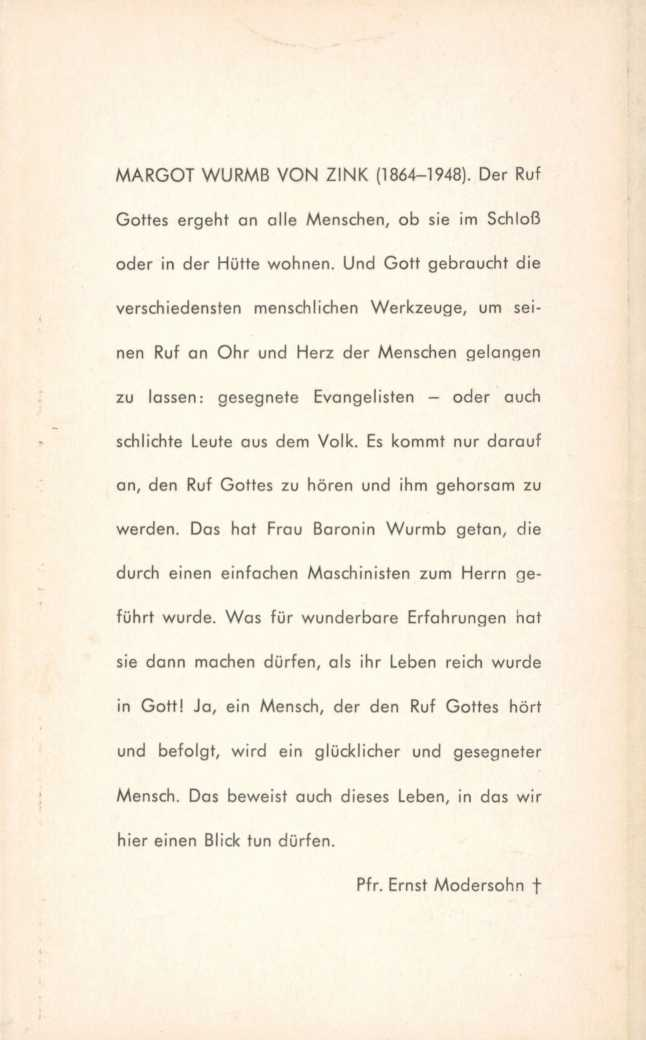 MARGOT WURMB VON ZINK (1864–1948). Der Ruf
Gottes ergeht an alle Menschen, ob sie im Schloß
oder in der Hütte wohnen. Und Gott gebraucht die
verschiedensten menschlichen Werkzeuge, um sei-
nen Ruf an Ohr und Herz der Menschen gelangen
zu lassen: gesegnete Evangelisten – oder auch
schlichte Leute aus dem Volk. Es kommt nur darauf
an, den Ruf Gottes zu hören und ihm gehorsam zu
werden. Das hat Frau Baronin Wurmb getan, die
durch einen einfachen Maschinisten zum Herrn ge-
führt wurde. Was für wunderbare Erfahrungen hat
sie dann machen dürfen, als ihr Leben reich wurde
in Gott! Ja, ein Mensch, der den Ruf Gottes hört
und befolgt, wird ein glücklicher und gesegneter
Mensch. Das beweist auch dieses Leben, in das wir
hier einen Blick tun dürfen.
Pfr. Ernst Modersohn †